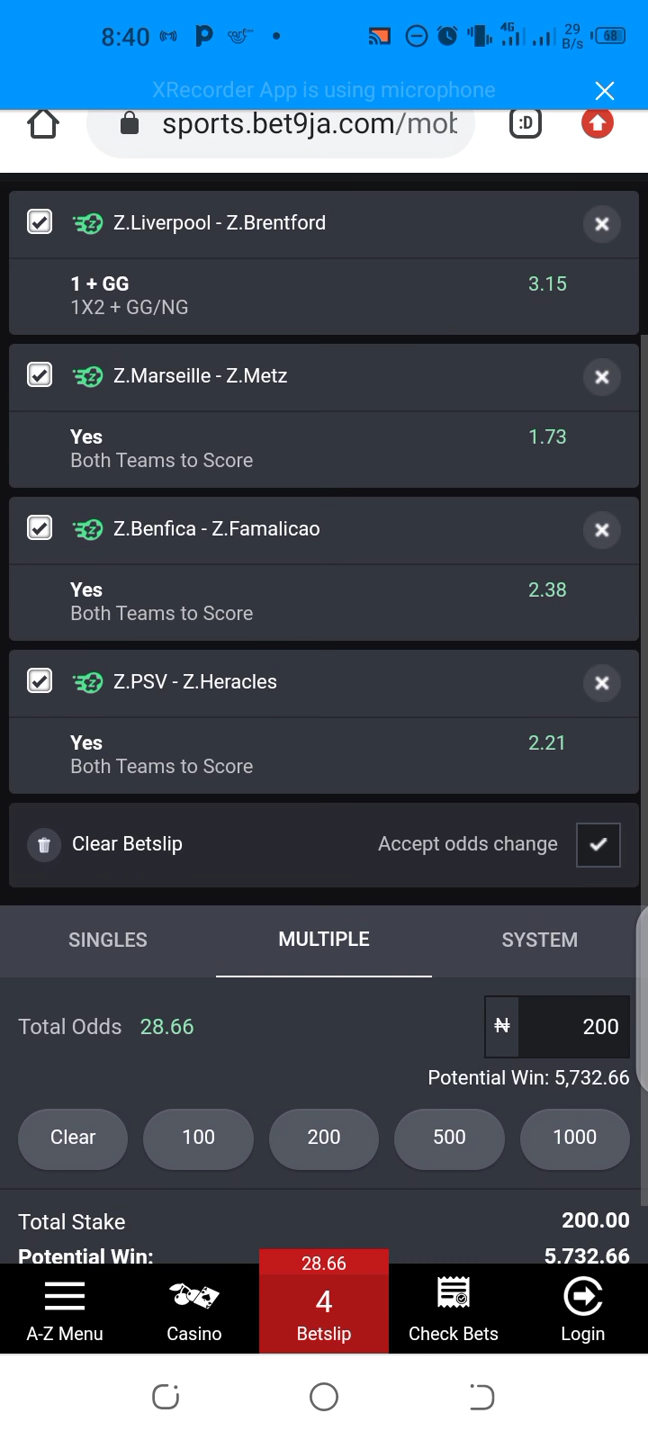 8:40 4G 29 B/s 68
XRecorder App is using microphone
sports.bet9ja.com/mob :D
Z.Liverpool - Z.Brentford
1 + GG 3.15
1X2 + GG/NG
Z.Marseille - Z.Metz
Yes 1.73
Both Teams to Score
Z.Benfica - Z.Famalicao
Yes 2.38
Both Teams to Score
Z.PSV - Z.Heracles
Yes 2.21
Both Teams to Score
Clear Betslip Accept odds change
SINGLES MULTIPLE SYSTEM
Total Odds 28.66 ₦ 200
Potential Win: 5,732.66
Clear 100 200 500 1000
Total Stake 200.00
Potential Win: 5,732.66
28.66
4
A-Z Menu Casino Betslip Check Bets Login